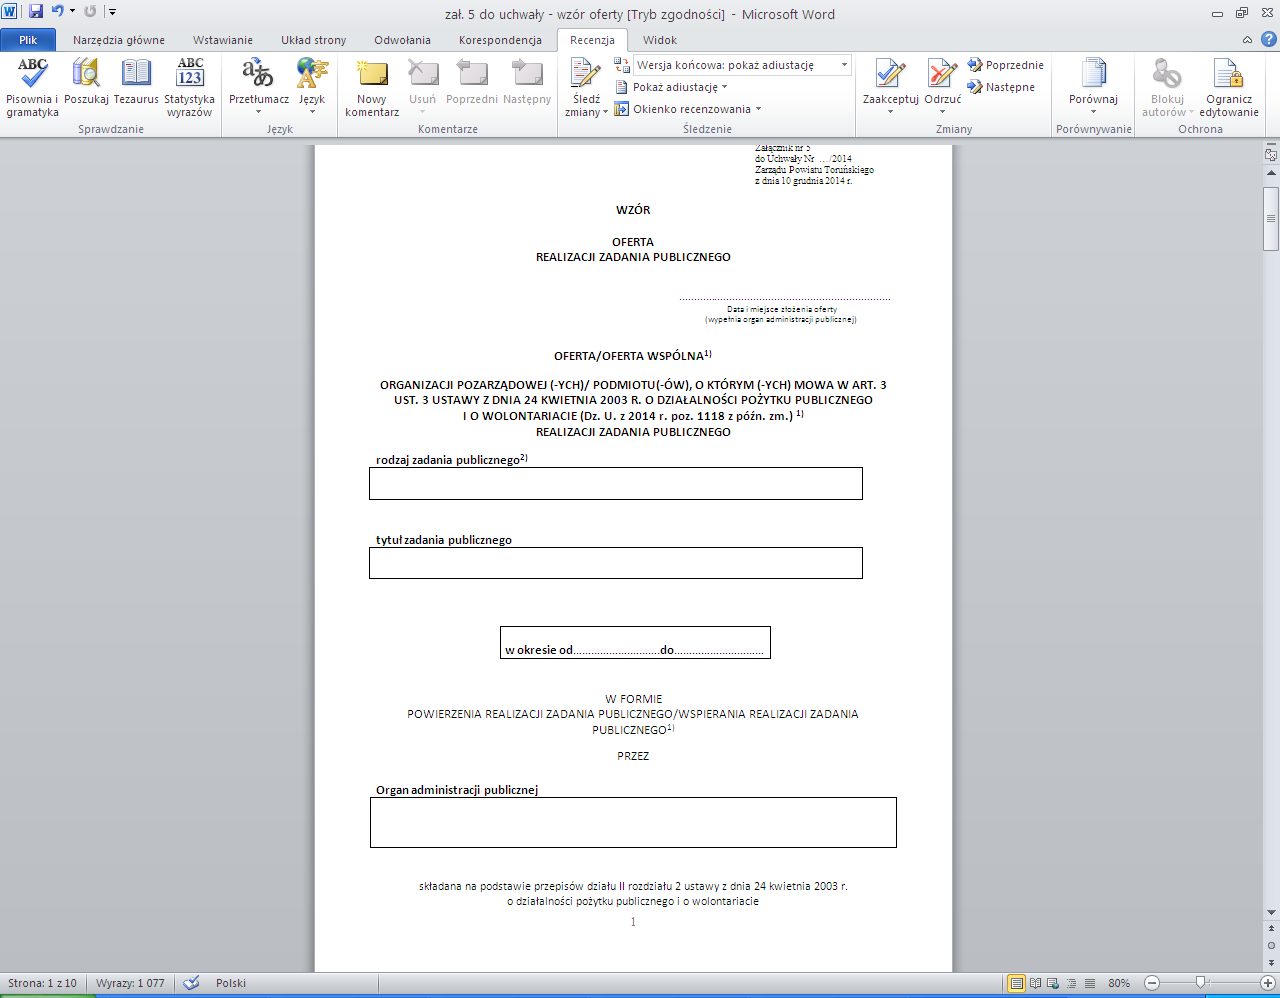 zał. 5 do uchwały - wzór oferty [Tryb zgodności] - Microsoft Word
Plik Narzędzia główne Wstawianie Układ strony Odwołania Korespondencja Recenzja Widok
ABC ABC 123
Pisownia i gramatyka Poszukaj Tezaurus Statystyka wyrazów
Sprawdzanie
Przetłumacz Język
Język
Nowy komentarz Usuń Poprzedni Następny
Komentarze
Śledź zmiany
Wersja końcowa: pokaż adiustację
Pokaż adiustację
Okienko recenzowania
Śledzenie
Zaakceptuj Odrzuć
Poprzednie
Następne
Zmiany
Porównaj
Porównywanie
Blokuj autorów Ogranicz edytowanie
Ochrona
Załącznik nr 5
do Uchwały Nr …/2014
Zarządu Powiatu Toruńskiego
z dnia 10 grudnia 2014 r.
WZÓR
OFERTA
REALIZACJI ZADANIA PUBLICZNEGO
........................................................................
Data i miejsce złożenia oferty
(wypełnia organ administracji publicznej)
OFERTA/OFERTA WSPÓLNA1)
ORGANIZACJI POZARZĄDOWEJ (-YCH)/ PODMIOTU(-ÓW), O KTÓRYM (-YCH) MOWA W ART. 3
UST. 3 USTAWY Z DNIA 24 KWIETNIA 2003 R. O DZIAŁALNOŚCI POŻYTKU PUBLICZNEGO
I O WOLONTARIACIE (Dz. U. z 2014 r. poz. 1118 z późn. zm.) 1)
REALIZACJI ZADANIA PUBLICZNEGO
rodzaj zadania publicznego2)
tytuł zadania publicznego
w okresie od.............................do..............................
W FORMIE
POWIERZENIA REALIZACJI ZADANIA PUBLICZNEGO/WSPIERANIA REALIZACJI ZADANIA
PUBLICZNEGO1)
PRZEZ
Organ administracji publicznej
składana na podstawie przepisów działu II rozdziału 2 ustawy z dnia 24 kwietnia 2003 r.
o działalności pożytku publicznego i o wolontariacie
1
Strona: 1 z 10 Wyrazy: 1 077 Polski 80%